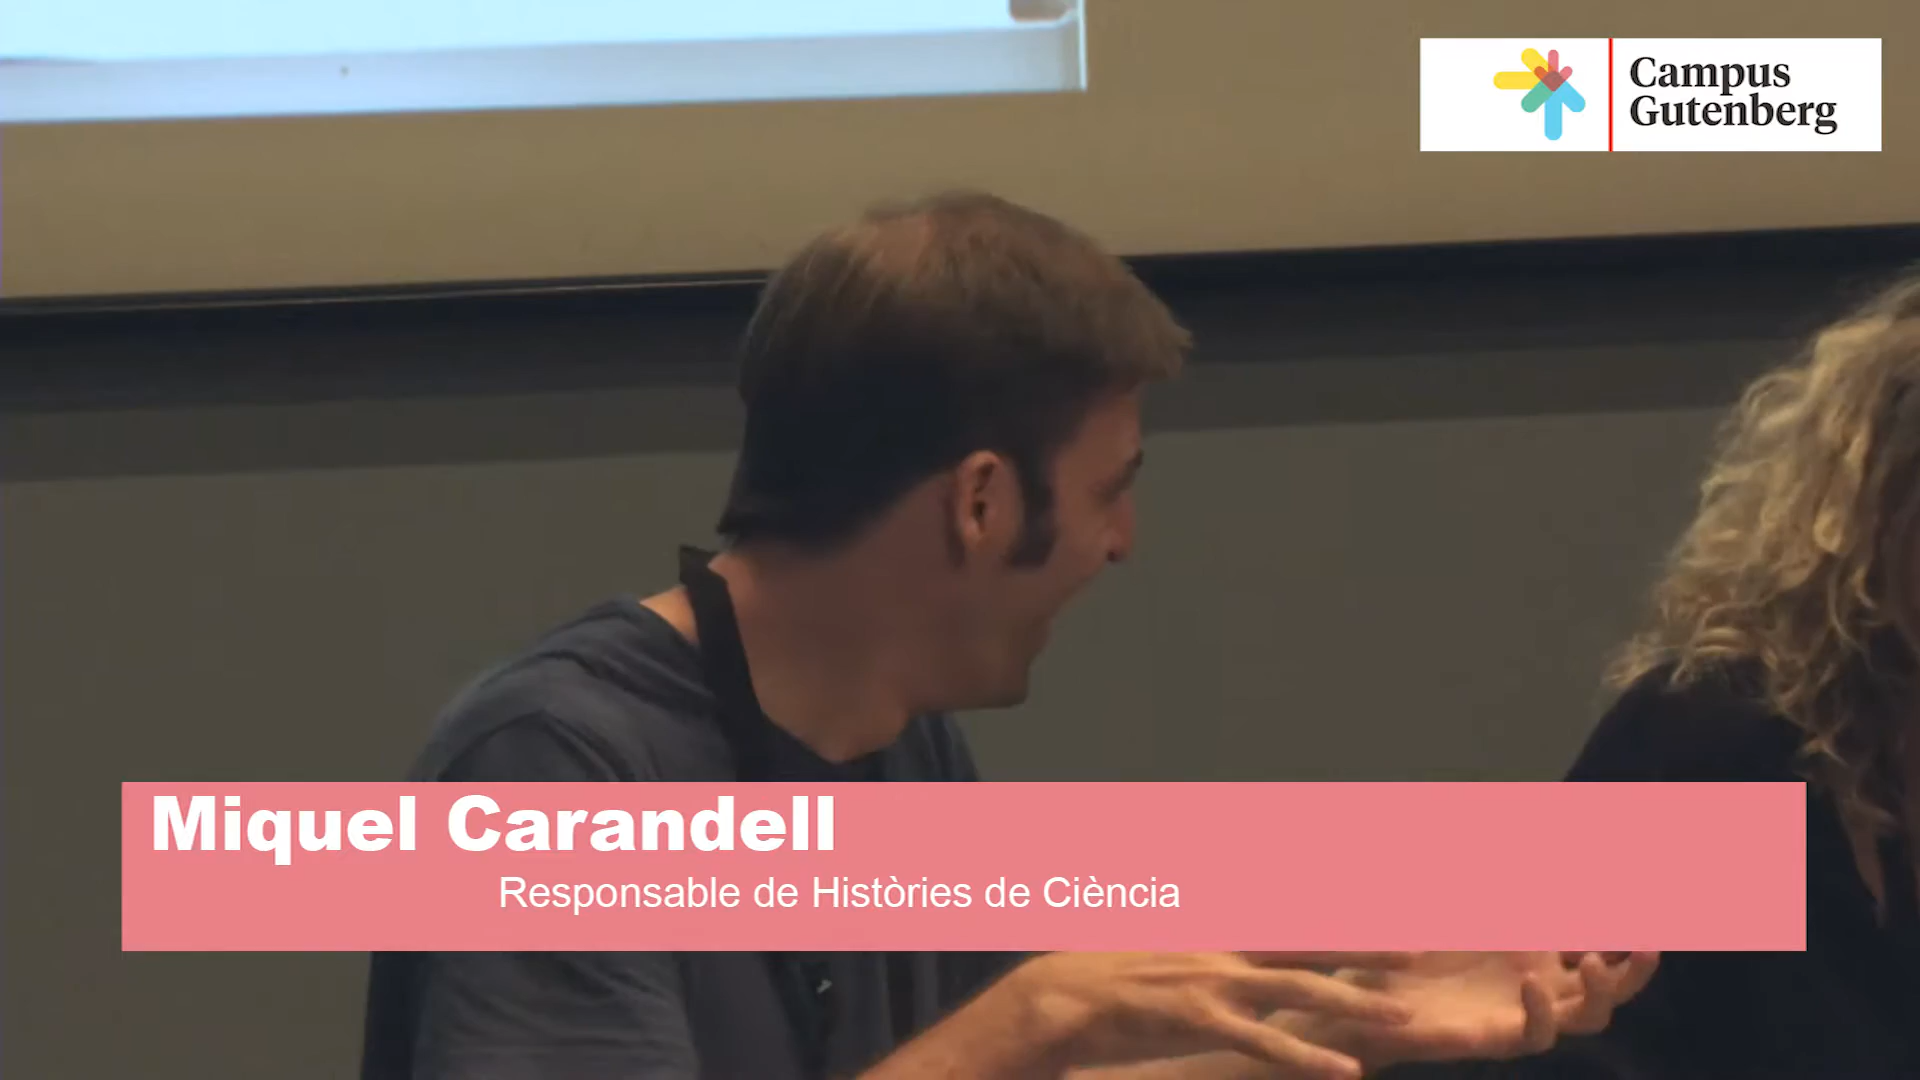 Campus
Gutenberg
Miquel Carandell
Responsable de Històries de Ciència